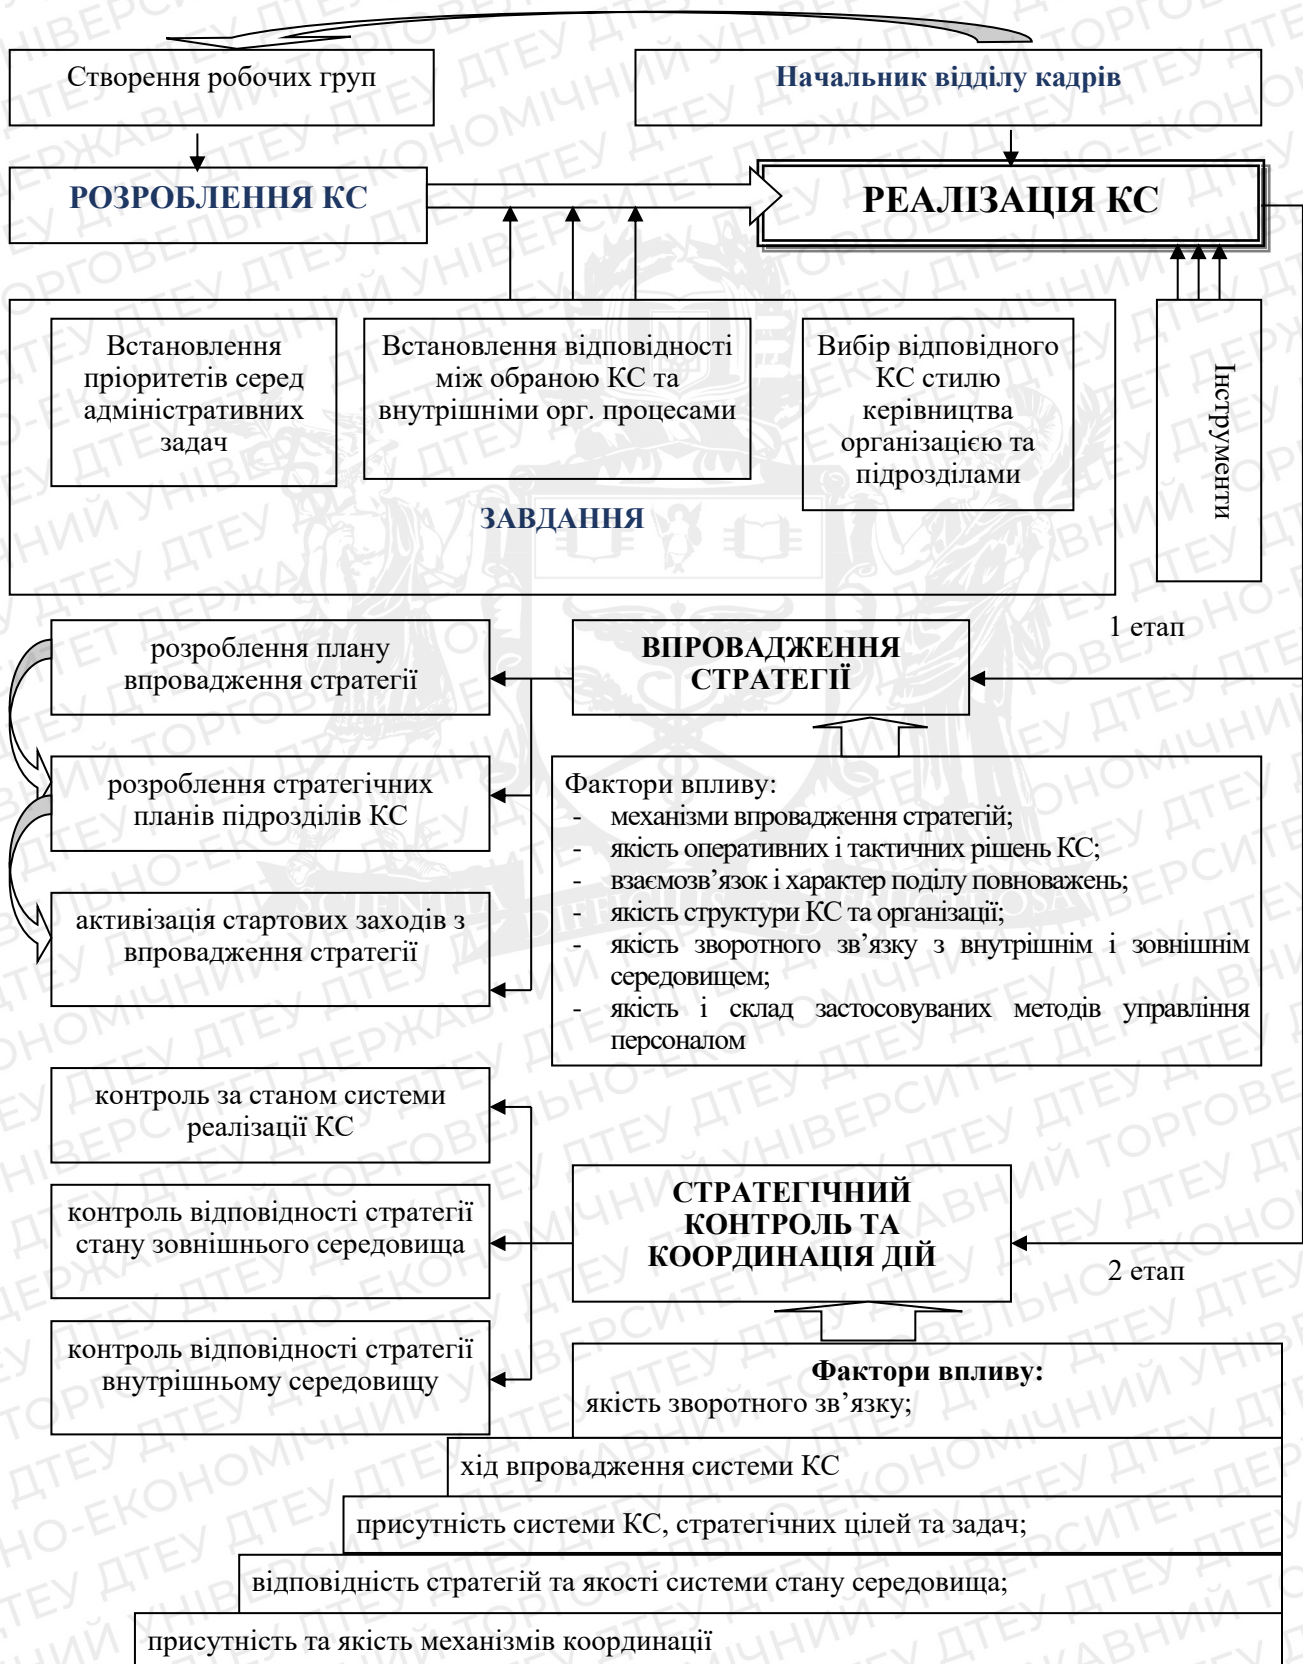 Створення робочих груп
Начальник відділу кадрів
РОЗРОБЛЕННЯ КС
РЕАЛІЗАЦІЯ КС
Встановлення
пріоритетів серед
адміністративних
задач
Встановлення відповідності
між обраною КС та
внутрішніми орг. процесами
Вибір відповідного
КС стилю
керівництва
організацією та
підрозділами
ЗАВДАННЯ
Інструменти
1 етап
розроблення плану
впровадження стратегії
ВПРОВАДЖЕННЯ
СТРАТЕГІЇ
розроблення стратегічних
планів підрозділів КС
активізація стартових заходів з
впровадження стратегії
Фактори впливу:
- механізми впровадження стратегій;
- якість оперативних і тактичних рішень КС;
- взаємозв’язок і характер поділу повноважень;
- якість структури КС та організації;
- якість зворотного зв’язку з внутрішнім і зовнішнім
середовищем;
- якість і склад застосовуваних методів управління
персоналом
контроль за станом системи
реалізації КС
контроль відповідності стратегії
стану зовнішнього середовища
контроль відповідності стратегії
внутрішньому середовищу
СТРАТЕГІЧНИЙ
КОНТРОЛЬ ТА
КООРДИНАЦІЯ ДІЙ
2 етап
Фактори впливу:
якість зворотного зв’язку;
хід впровадження системи КС
присутність системи КС, стратегічних цілей та задач;
відповідність стратегій та якості системи стану середовища;
присутність та якість механізмів координації